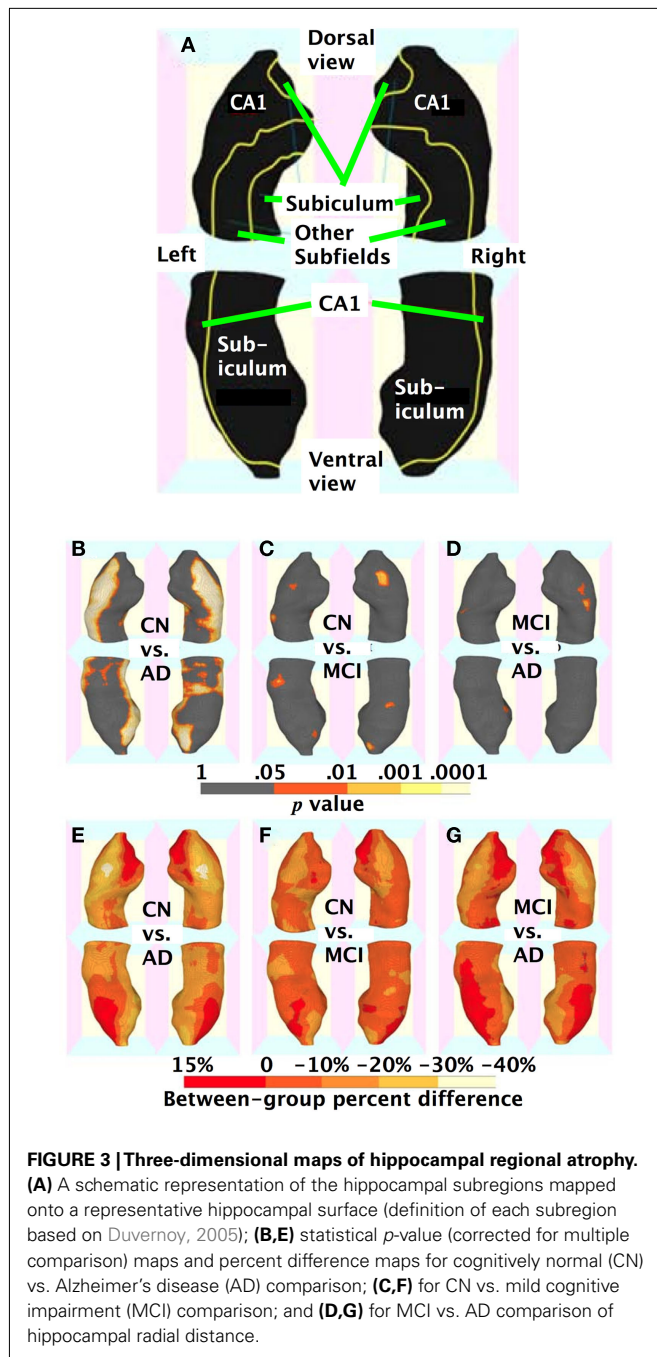 A
Dorsal
view
CA1 CA1
Subiculum
Other
Subfields
Left Right
CA1
Sub-
iculum
Sub-
iculum
Ventral
view
B C D
CN
vs.
AD
CN
vs.
MCI
MCI
vs.
AD
1 .05 .01 .001 .0001
p value
E F G
CN
vs.
AD
CN
vs.
MCI
MCI
vs.
AD
15% 0 −10% −20% −30% −40%
Between-group percent difference
FIGURE 3 | Three-dimensional maps of hippocampal regional atrophy.
(A) A schematic representation of the hippocampal subregions mapped
onto a representative hippocampal surface (definition of each subregion
based on Duvernoy, 2005); (B,E) statistical p-value (corrected for multiple
comparison) maps and percent difference maps for cognitively normal (CN)
vs. Alzheimer's disease (AD) comparison; (C,F) for CN vs. mild cognitive
impairment (MCI) comparison; and (D,G) for MCI vs. AD comparison of
hippocampal radial distance.